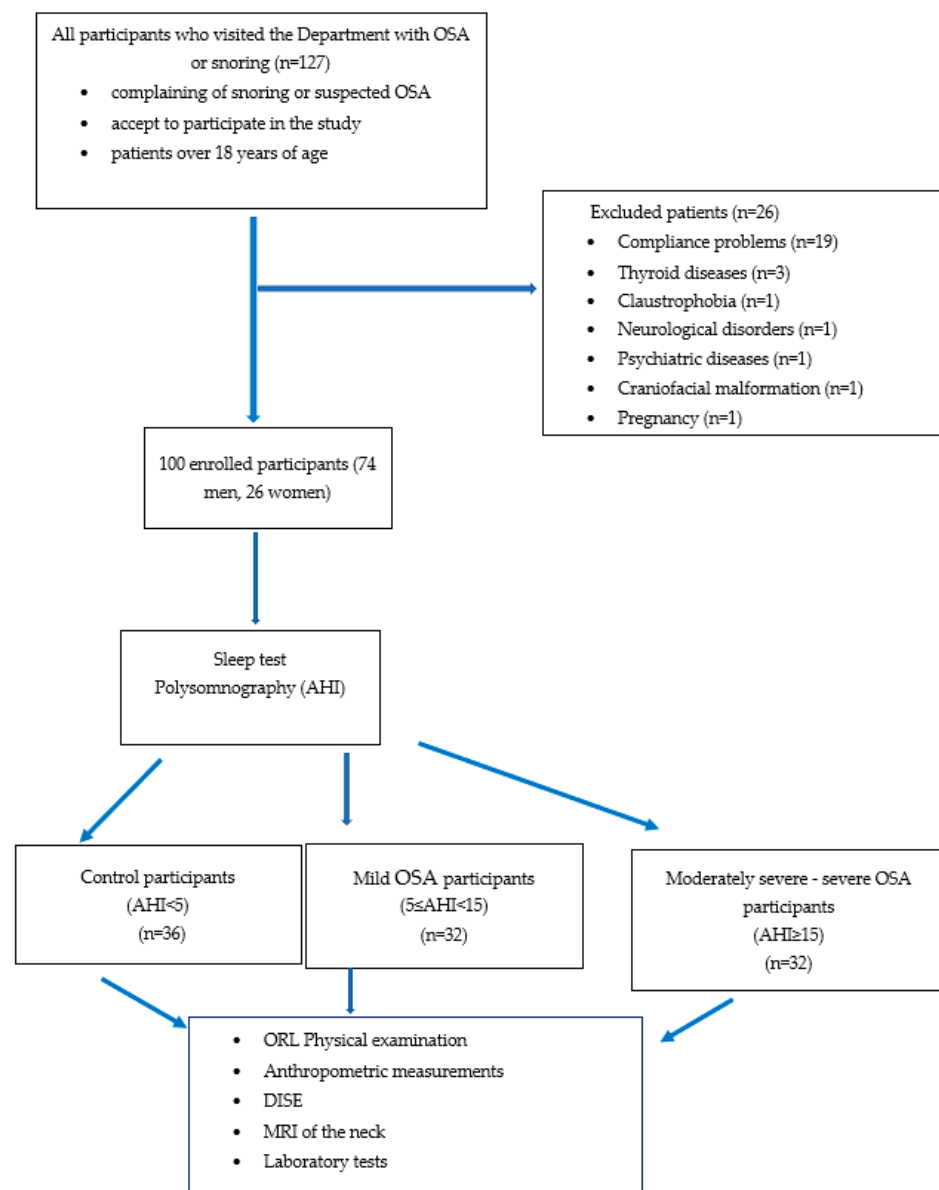 All participants who visited the Department with OSA
or snoring (n=127)
• complaining of snoring or suspected OSA
• accept to participate in the study
• patients over 18 years of age
Excluded patients (n=26)
• Compliance problems (n=19)
• Thyroid diseases (n=3)
• Claustrophobia (n=1)
• Neurological disorders (n=1)
• Psychiatric diseases (n=1)
• Craniofacial malformation (n=1)
• Pregnancy (n=1)
100 enrolled participants (74
men, 26 women)
Sleep test
Polysomnography (AHI)
Control participants
(AHI<5)
(n=36)
Mild OSA participants
(5≤AHI<15)
(n=32)
Moderately severe - severe OSA
participants
(AHI≥15)
(n=32)
• ORL Physical examination
• Anthropometric measurements
• DISE
• MRI of the neck
• Laboratory tests